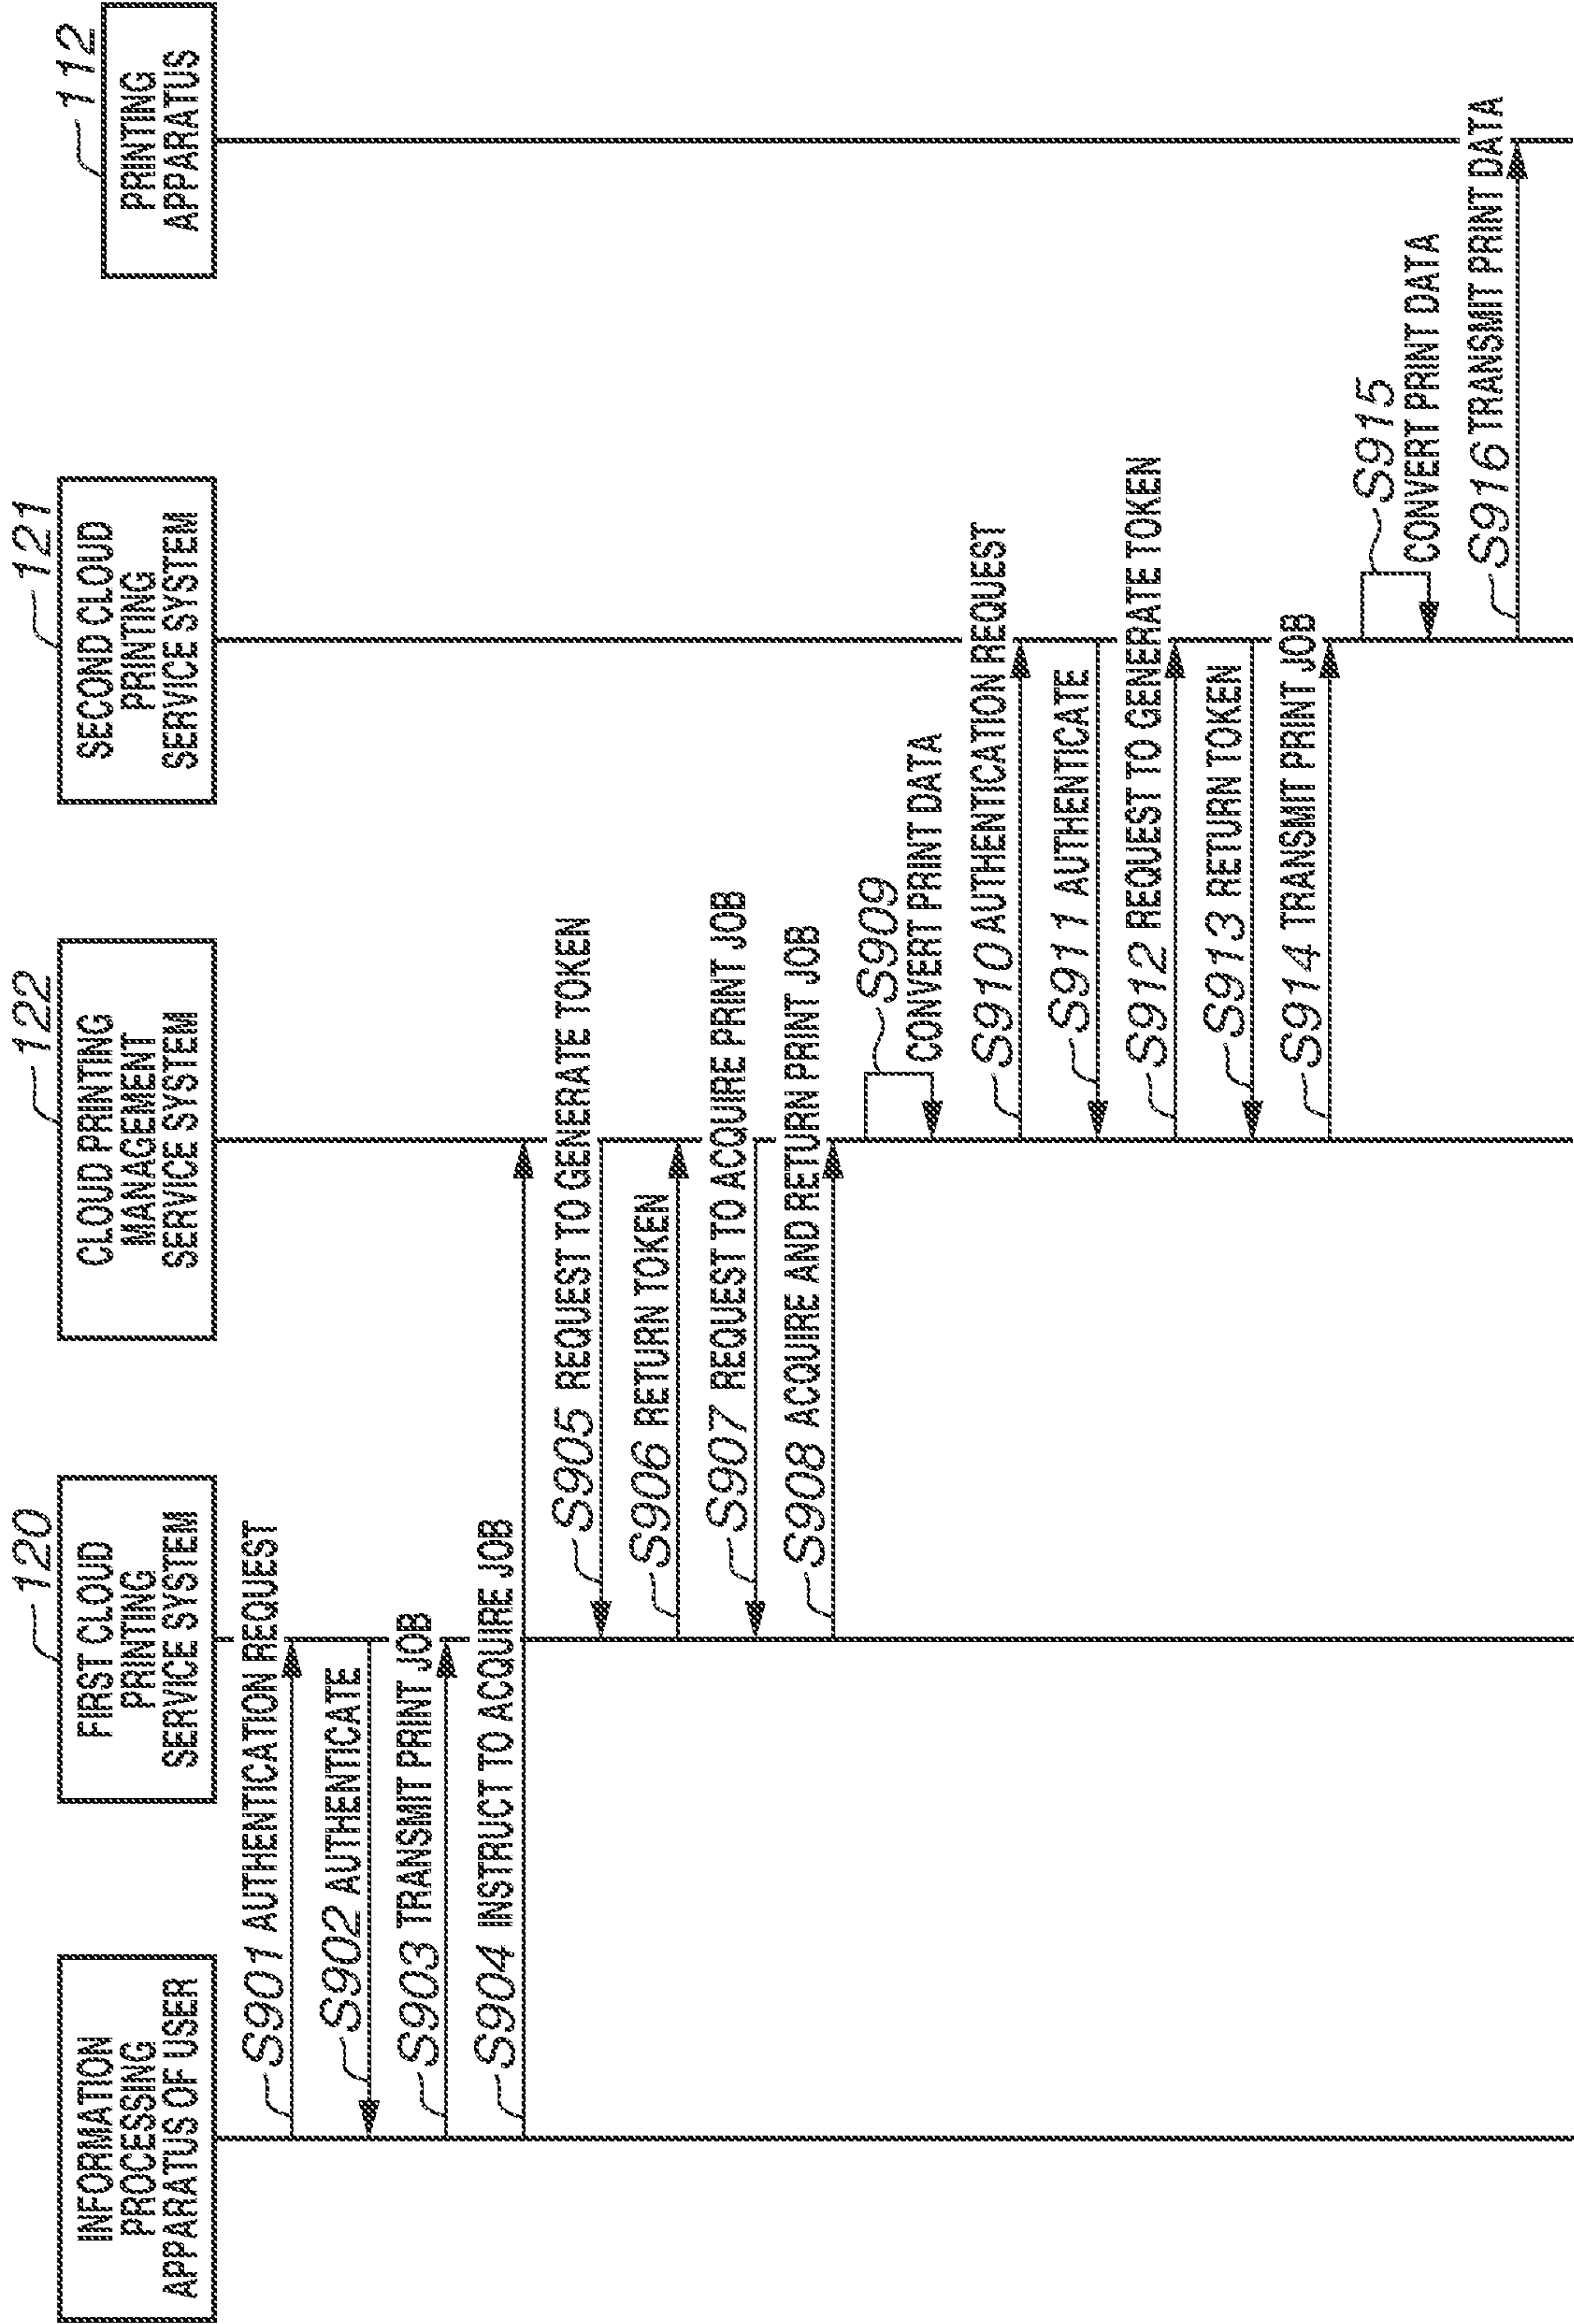 INFORMATION
PROCESSING
APPARATUS OF USER
120
FIRST CLOUD
PRINTING
SERVICE SYSTEM
122
CLOUD PRINTING
MANAGEMENT
SERVICE SYSTEM
121
SECOND CLOUD
PRINTING
SERVICE SYSTEM
112
PRINTING
APPARATUS
S901 AUTHENTICATION REQUEST
S902 AUTHENTICATE
S903 TRANSMIT PRINT JOB
S904 INSTRUCT TO ACQUIRE JOB
S905 REQUEST TO GENERATE TOKEN
S906 RETURN TOKEN
S907 REQUEST TO ACQUIRE PRINT JOB
S908 ACQUIRE AND RETURN PRINT JOB
S909
CONVERT PRINT DATA
S910 AUTHENTICATION REQUEST
S911 AUTHENTICATE
S912 REQUEST TO GENERATE TOKEN
S913 RETURN TOKEN
S914 TRANSMIT PRINT JOB
S915
CONVERT PRINT DATA
S916 TRANSMIT PRINT DATA